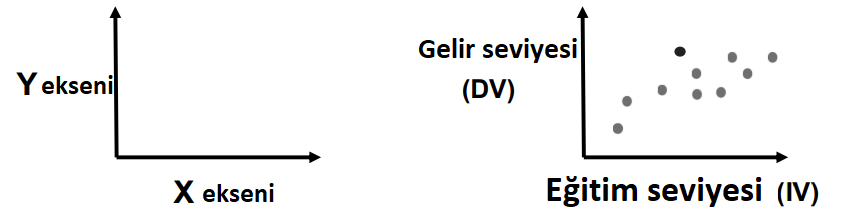 Y ekseni
X ekseni
Gelir seviyesi
(DV)
Eğitim seviyesi (IV)